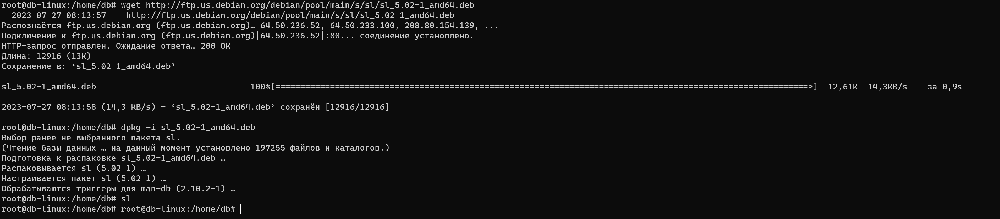 root@db-linux:/home/db# wget http://ftp.us.debian.org/debian/pool/main/s/sl/sl_5.02-1_amd64.deb
--2023-07-27 08:13:57--  http://ftp.us.debian.org/debian/pool/main/s/sl/sl_5.02-1_amd64.deb
Распознаётся ftp.us.debian.org (ftp.us.debian.org)… 64.50.236.52, 64.50.233.100, 208.80.154.139, ...
Подключение к ftp.us.debian.org (ftp.us.debian.org)|64.50.236.52|:80... соединение установлено.
HTTP-запрос отправлен. Ожидание ответа… 200 OK
Длина: 12916 (13K)
Сохранение в: ‘sl_5.02-1_amd64.deb’
sl_5.02-1_amd64.deb 100%[===========================================================================================================>] 12,61K 14,3KB/s за 0,9s
2023-07-27 08:13:58 (14,3 KB/s) - ‘sl_5.02-1_amd64.deb’ сохранён [12916/12916]
root@db-linux:/home/db# dpkg -i sl_5.02-1_amd64.deb
Выбор ранее не выбранного пакета sl.
(Чтение базы данных … на данный момент установлено 197255 файлов и каталогов.)
Подготовка к распаковке sl_5.02-1_amd64.deb …
Распаковывается sl (5.02-1) …
Настраивается пакет sl (5.02-1) …
Обрабатываются триггеры для man-db (2.10.2-1) …
root@db-linux:/home/db# sl
root@db-linux:/home/db# root@db-linux:/home/db#